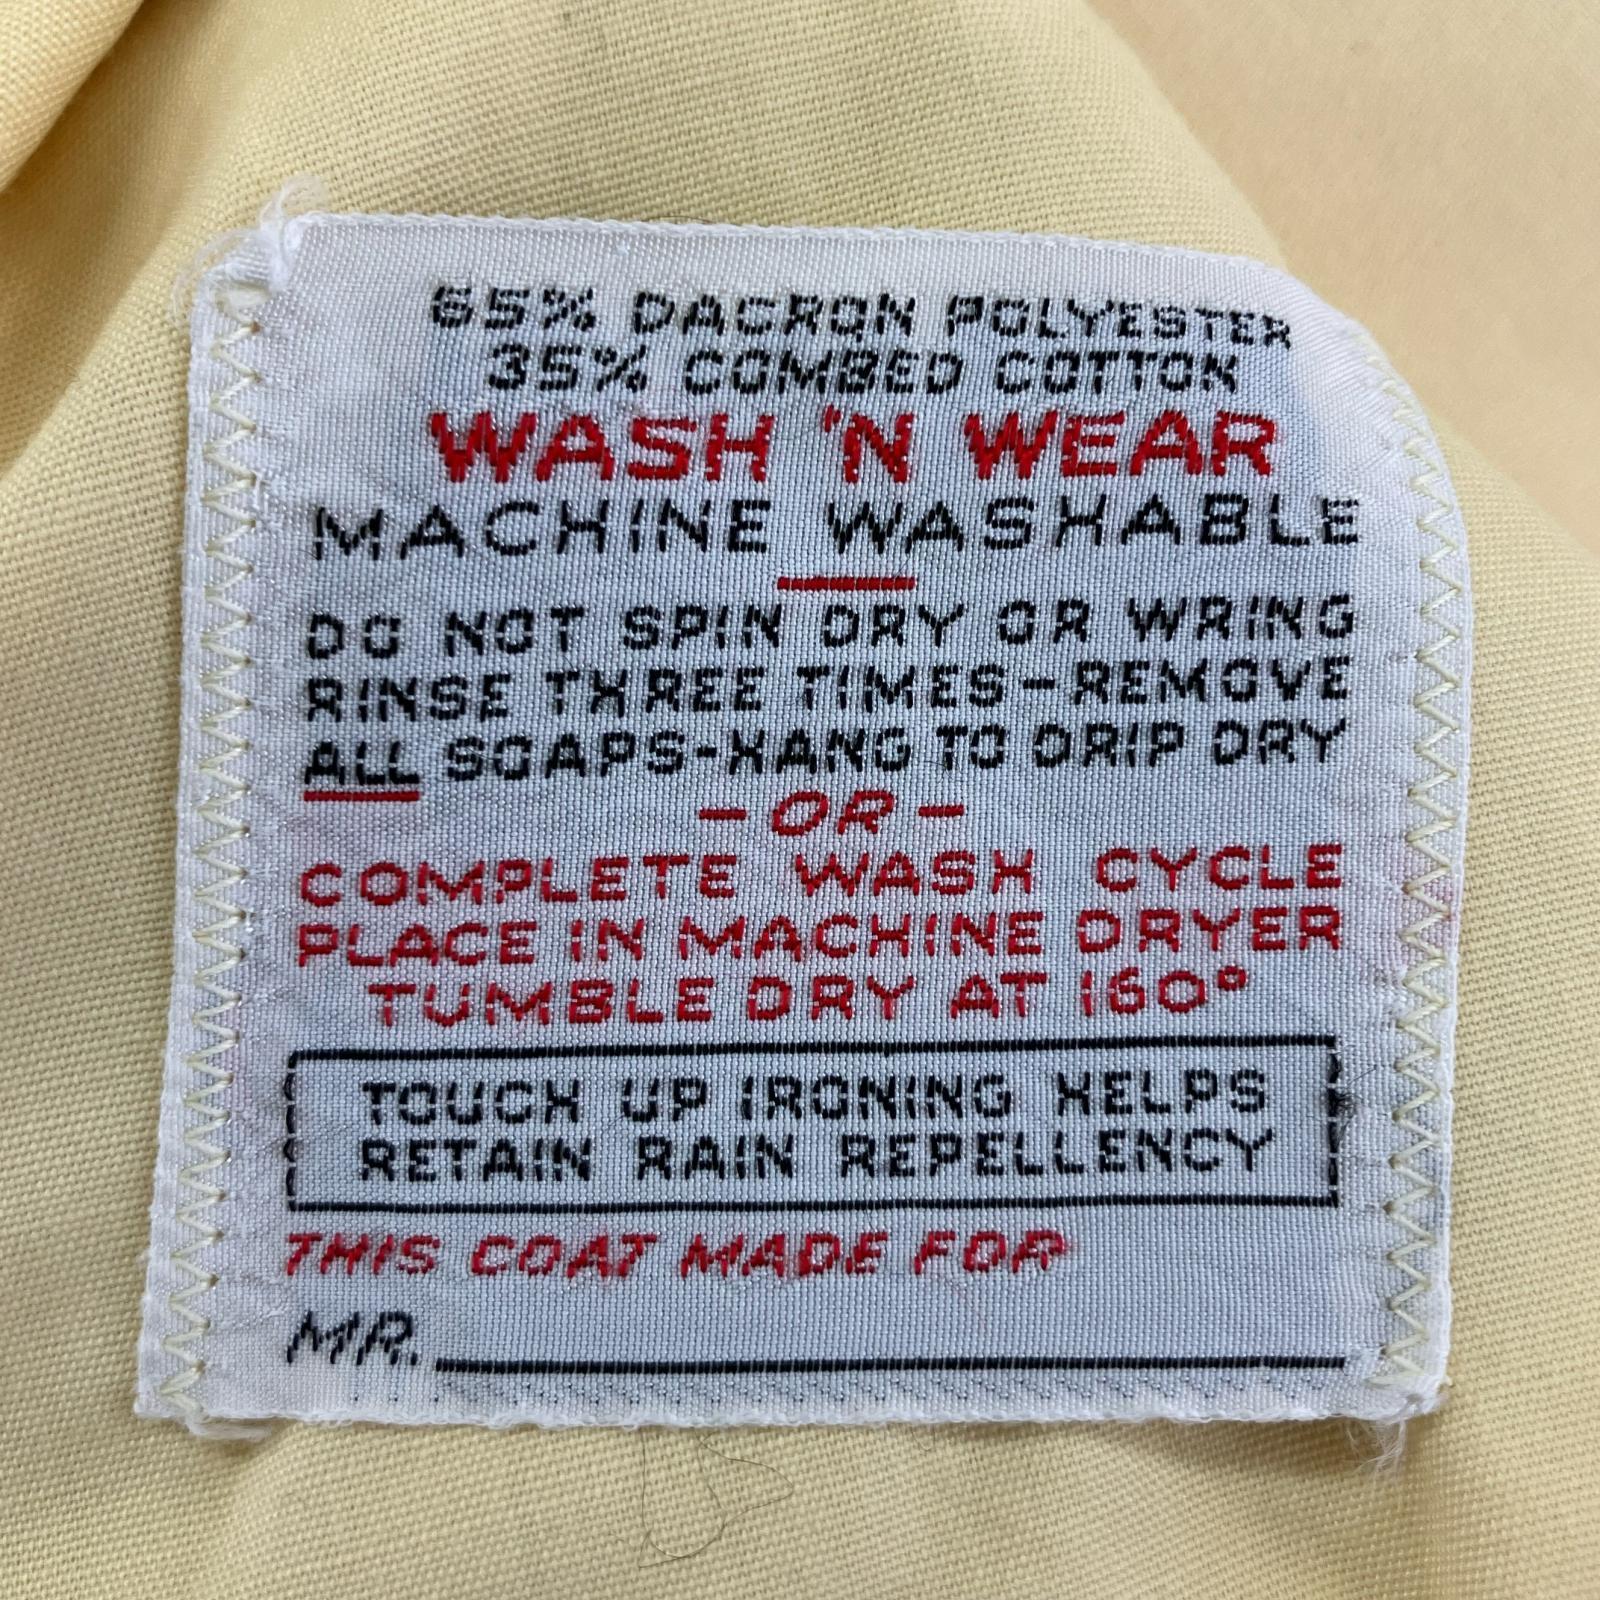 65% DACRON POLYESTER
35% COMBED COTTON
WASH 'N WEAR
MACHINE WASHABLE
DO NOT SPIN DRY OR WRING
RINSE THREE TIMES-REMOVE
ALL SOAPS-HANG TO DRIP DRY
-OR-
COMPLETE WASH CYCLE
PLACE IN MACHINE DRYER
TUMBLE DRY AT 160°
TOUCH UP IRONING HELPS
RETAIN RAIN REPELLENCY
THIS COAT MADE FOR
MR.